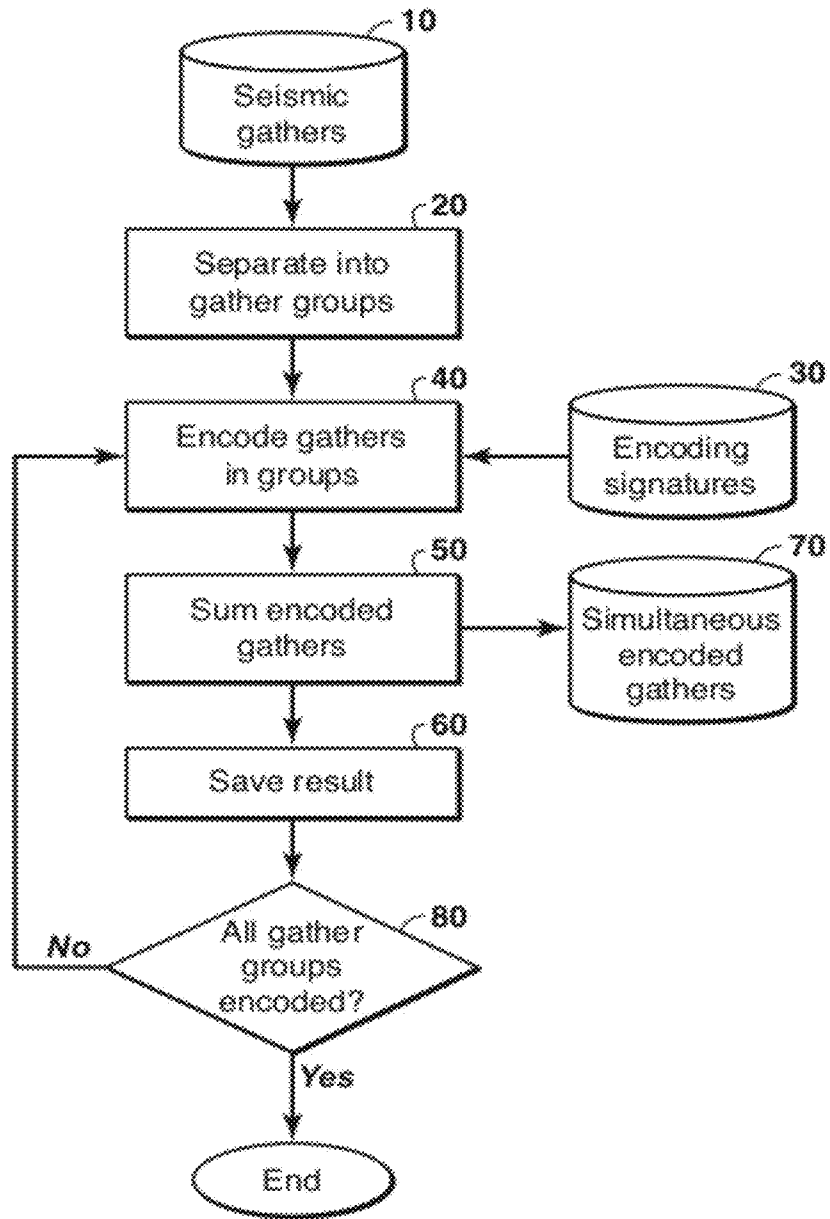 10
Seismic
gathers
20
Separate into
gather groups
40
Encode gathers
in groups
30
Encoding
signatures
50
Sum encoded
gathers
70
Simultaneous
encoded
gathers
60
Save result
80
All gather
groups
encoded?
No
Yes
End